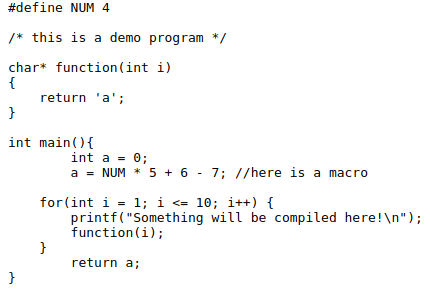 #define NUM 4

/* this is a demo program */

char* function(int i)
{
    return 'a';
}

int main(){
        int a = 0;
        a = NUM * 5 + 6 - 7; //here is a macro

    for(int i = 1; i <= 10; i++) {
        printf("Something will be compiled here!\n");
        function(i);
    }
        return a;
}